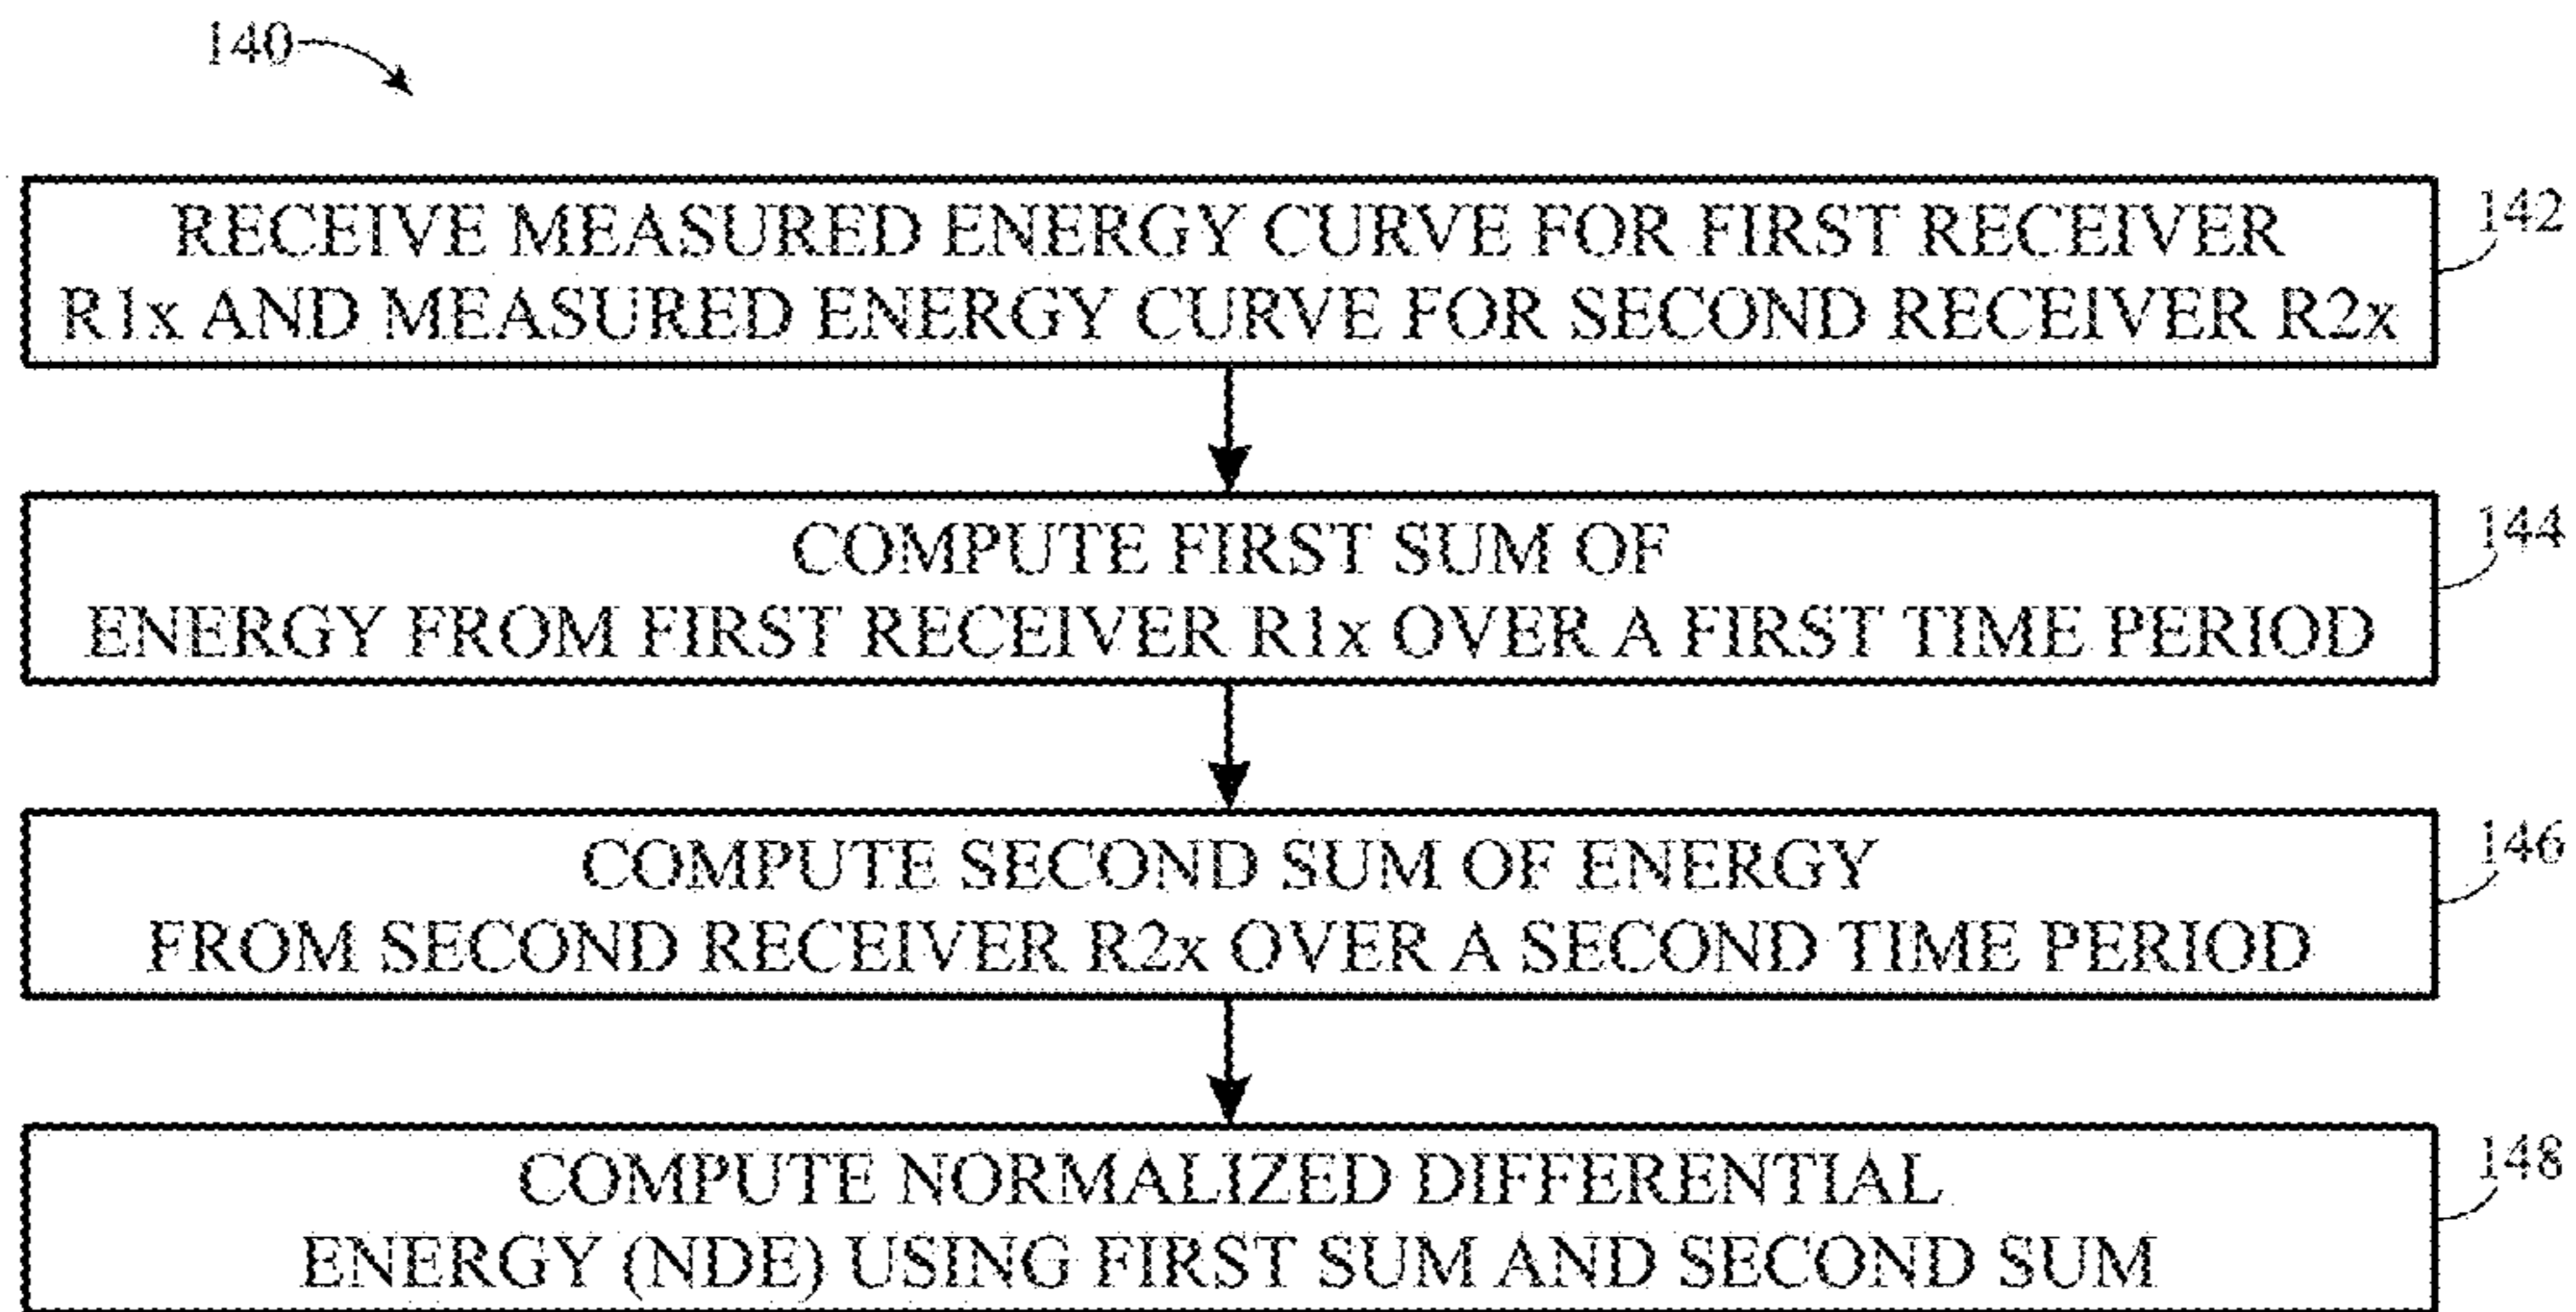 140
RECEIVE MEASURED ENERGY CURVE FOR FIRST RECEIVER
R1x AND MEASURED ENERGY CURVE FOR SECOND RECEIVER R2x
142
COMPUTE FIRST SUM OF
ENERGY FROM FIRST RECEIVER R1x OVER A FIRST TIME PERIOD
144
COMPUTE SECOND SUM OF ENERGY
FROM SECOND RECEIVER R2x OVER A SECOND TIME PERIOD
146
COMPUTE NORMALIZED DIFFERENTIAL
ENERGY (NDE) USING FIRST SUM AND SECOND SUM
148